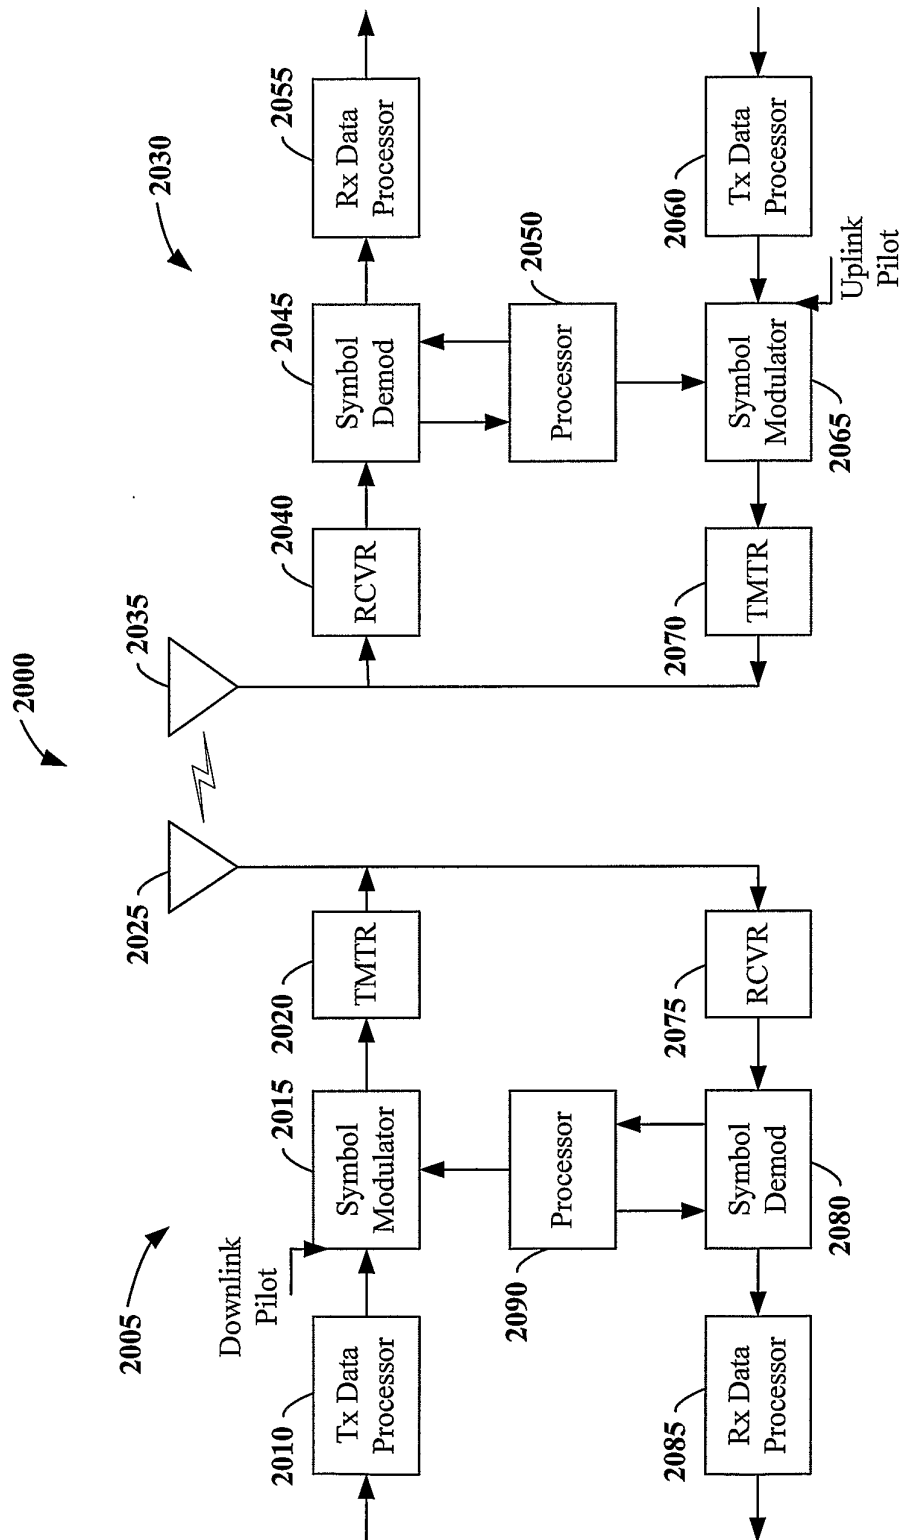 2000
2005
2030
2025
2035
2010
Tx Data
Processor
Downlink
Pilot
2015
Symbol
Modulator
2020
TMTR
2040
RCVR
2045
Symbol
Demod
2055
Rx Data
Processor
2090
Processor
2050
Processor
2085
Rx Data
Processor
2080
Symbol
Demod
2075
RCVR
2070
TMTR
2065
Symbol
Modulator
Uplink
Pilot
2060
Tx Data
Processor